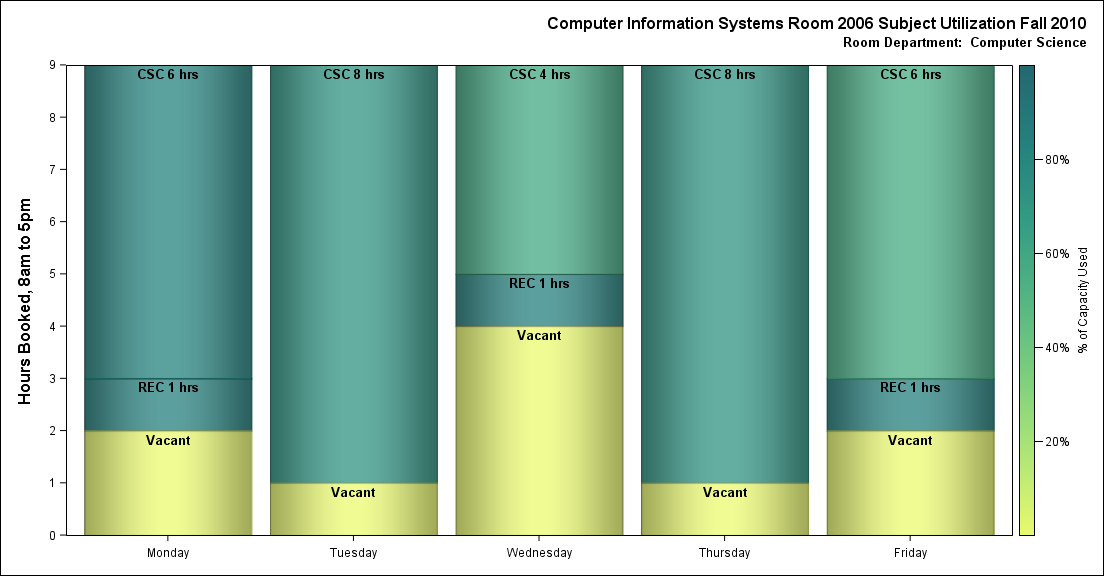 Computer Information Systems Room 2006 Subject Utilization Fall 2010
Room Department:  Computer Science
Hours Booked, 8am to 5pm
9
8
7
6
5
4
3
2
1
0
CSC 6 hrs
REC 1 hrs
Vacant
CSC 8 hrs
Vacant
CSC 4 hrs
REC 1 hrs
Vacant
CSC 8 hrs
Vacant
CSC 6 hrs
REC 1 hrs
Vacant
Monday
Tuesday
Wednesday
Thursday
Friday
80%
60%
40%
20%
% of Capacity Used